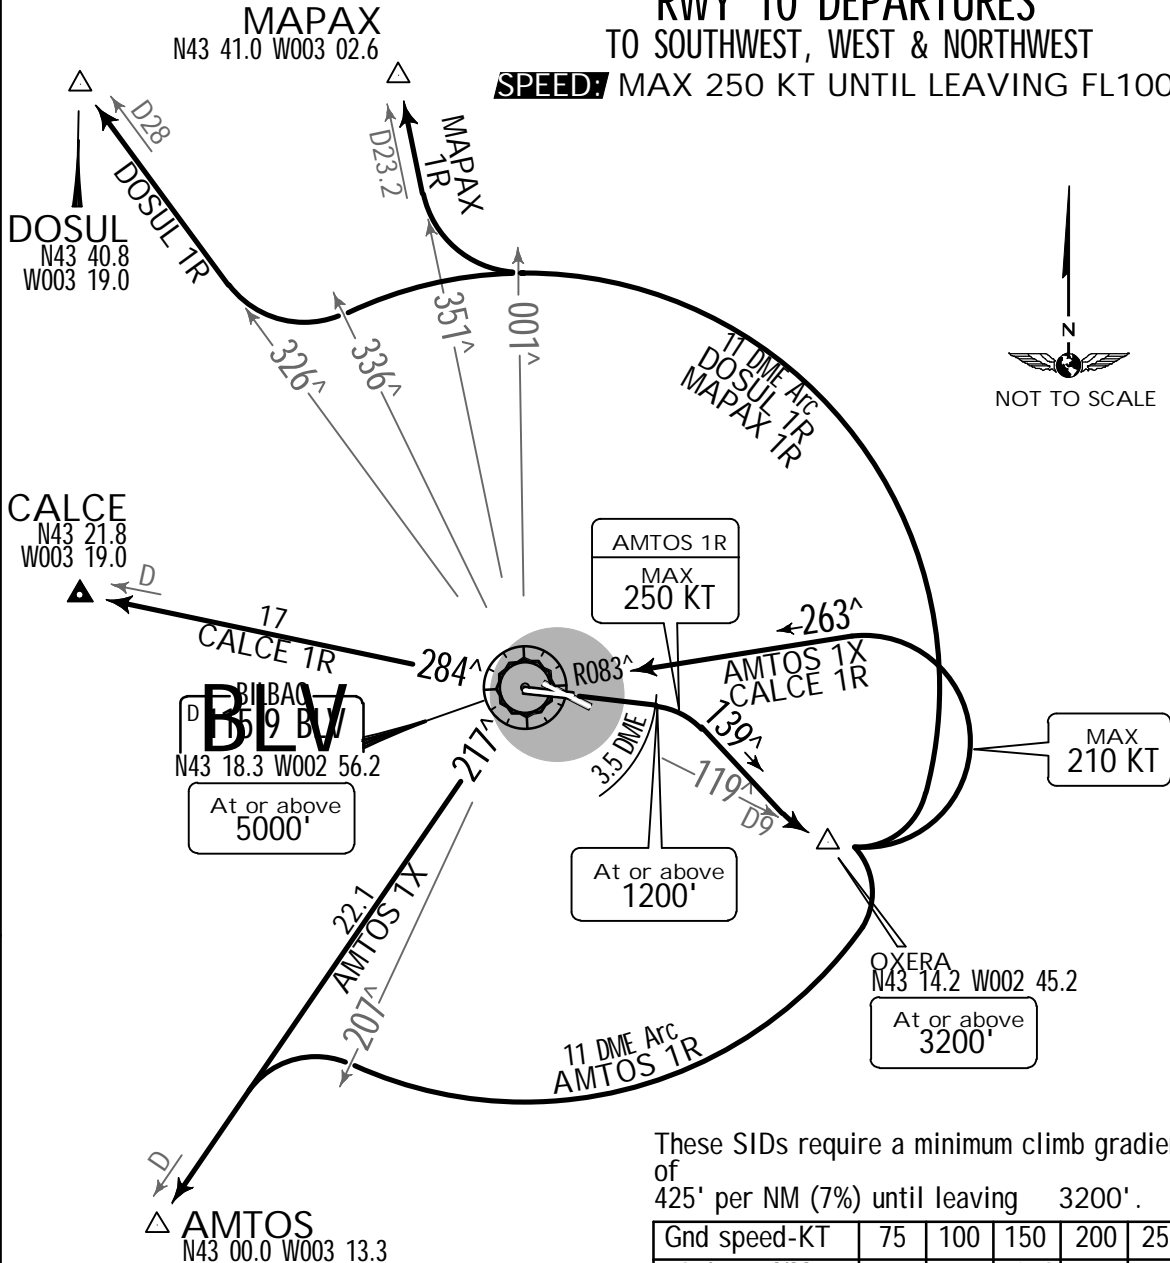 RWY 10 DEPARTURES
TO SOUTHWEST, WEST & NORTHWEST
SPEED: MAX 250 KT UNTIL LEAVING FL100
MAPAX
N43 41.0 W003 02.6
D28
D23.2
MAPAX
1R
DOSUL 1R
DOSUL
N43 40.8
W003 19.0
326^
336^
351^
001^
11 DME Arc
DOSUL 1R
MAPAX 1R
N
NOT TO SCALE
CALCE
N43 21.8
W003 19.0
D
17
CALCE 1R
284^
AMTOS 1R
MAX
250 KT
263^
AMTOS 1X
CALCE 1R
R083^
MAX
210 KT
BILBAO
D
BLV
N43 18.3 W002 56.2
At or above
5000'
217^
3.5 DME
139^
119^
D9
At or above
1200'
OXERA
N43 14.2 W002 45.2
At or above
3200'
22.1
AMTOS 1X
207^
11 DME Arc
AMTOS 1R
D
AMTOS
N43 00.0 W003 13.3
These SIDs require a minimum climb
of
425' per NM (7%) until leaving 3200'.
Gnd speed-KT 75 100 150 200